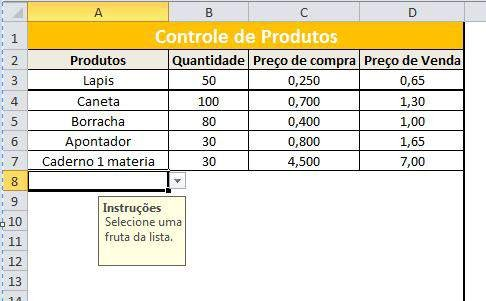 A B C D
1 Controle de Produtos
2 Produtos Quantidade Preço de compra Preço de Venda
3 Lapis 50 0,250 0,65
4 Caneta 100 0,700 1,30
5 Borracha 80 0,400 1,00
6 Apontador 30 0,800 1,65
7 Caderno 1 materia 30 4,500 7,00
8
9
Instruções
10 Selecione uma
11 fruta da lista.
12
13
14